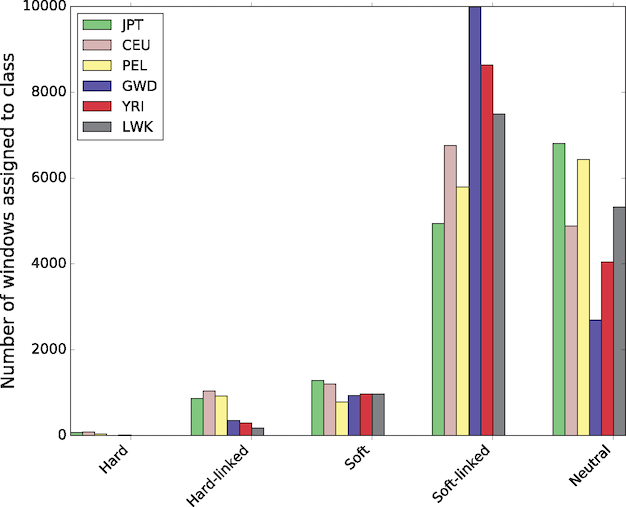 10000
8000
6000
4000
2000
0
Number of windows assigned to class
JPT
CEU
PEL
GWD
YRI
LWK
Hard
Hard-linked
Soft
Soft-linked
Neutral